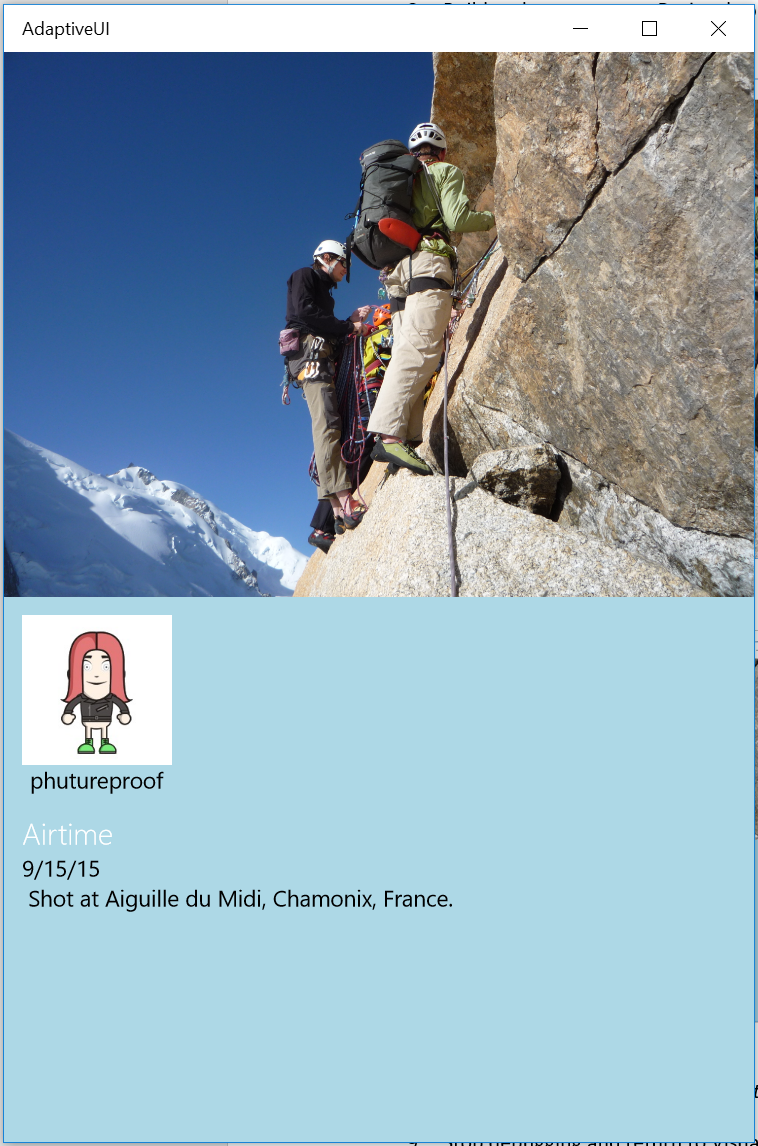 AdaptiveUI
phutureproof
Airtime
9/15/15
Shot at Aiguille du Midi, Chamonix, France.